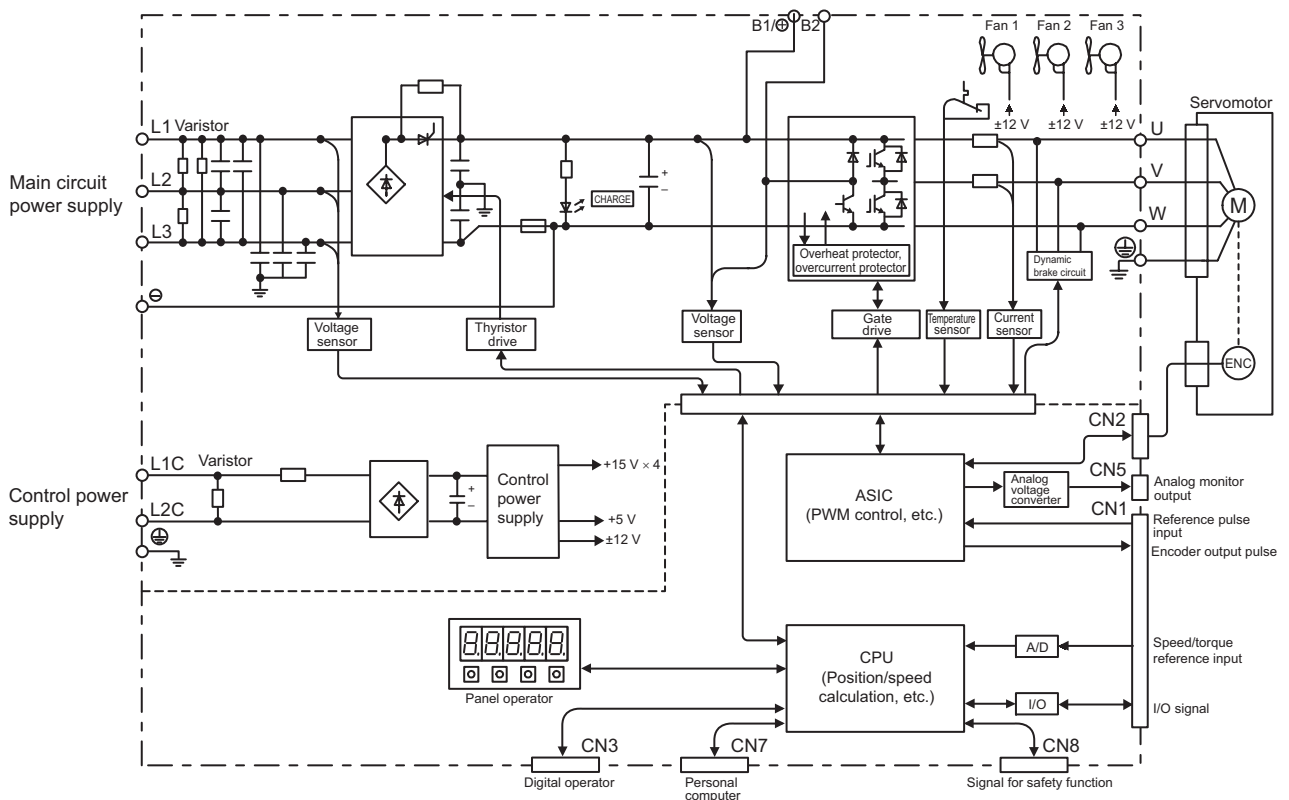 B1/⊕ B2
Fan 1 Fan 2 Fan 3
±12 V ±12 V ±12 V
Servomotor
L1 Varistor
L2
L3
⊖
Main circuit
power supply
+
–
CHARGE
Overheat protector,
overcurrent protector
U
V
W
M
Dynamic
brake circuit
Voltage
sensor
Thyristor
drive
Voltage
sensor
Gate
drive
Temperature
sensor
Current
sensor
ENC
CN2
L1C Varistor
L2C
Control power
supply
+
–
Control
power
supply
+15 V × 4
+5 V
±12 V
ASIC
(PWM control, etc.)
Analog
voltage
converter
CN5
Analog monitor
output
CN1
Reference pulse
input
Encoder output pulse
8.8.8.8.8.
Panel operator
CPU
(Position/speed
calculation, etc.)
A/D
Speed/torque
reference input
I/O
I/O signal
CN3
Digital operator
CN7
Personal
computer
CN8
Signal for safety function